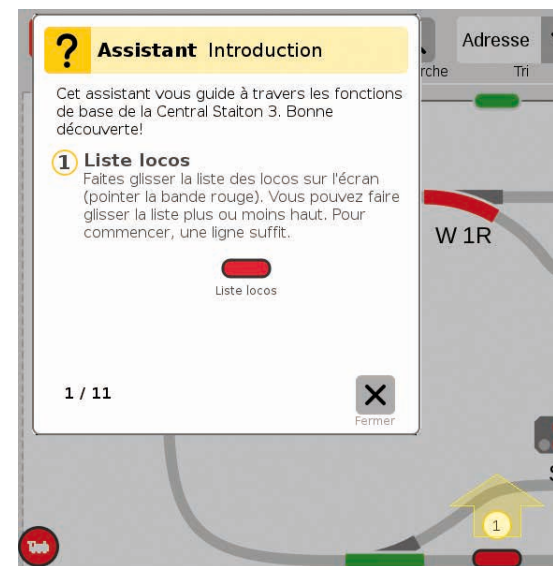 ? Assistant Introduction
Adresse
rche
Tri
Cet assistant vous guide à travers les fonctions
de base de la Central Staiton 3. Bonne
découverte!
1 Liste locos
Faites glisser la liste des locos sur l'écran
(pointer la bande rouge). Vous pouvez faire
glisser la liste plus ou moins haut. Pour
commencer, une ligne suffit.
Liste locos
W 1R
1 / 11
Fermer
1